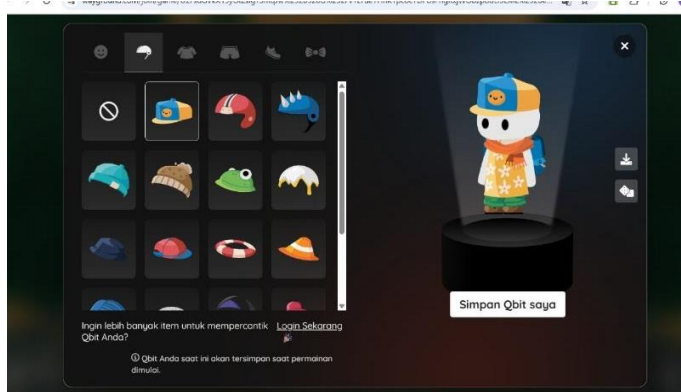 Simpan Qbit saya
Ingin lebih banyak item untuk mempercantik Login Sekarang
Qbit Anda?
Qbit Anda saat ini akan tersimpan saat permainan
dimulai.